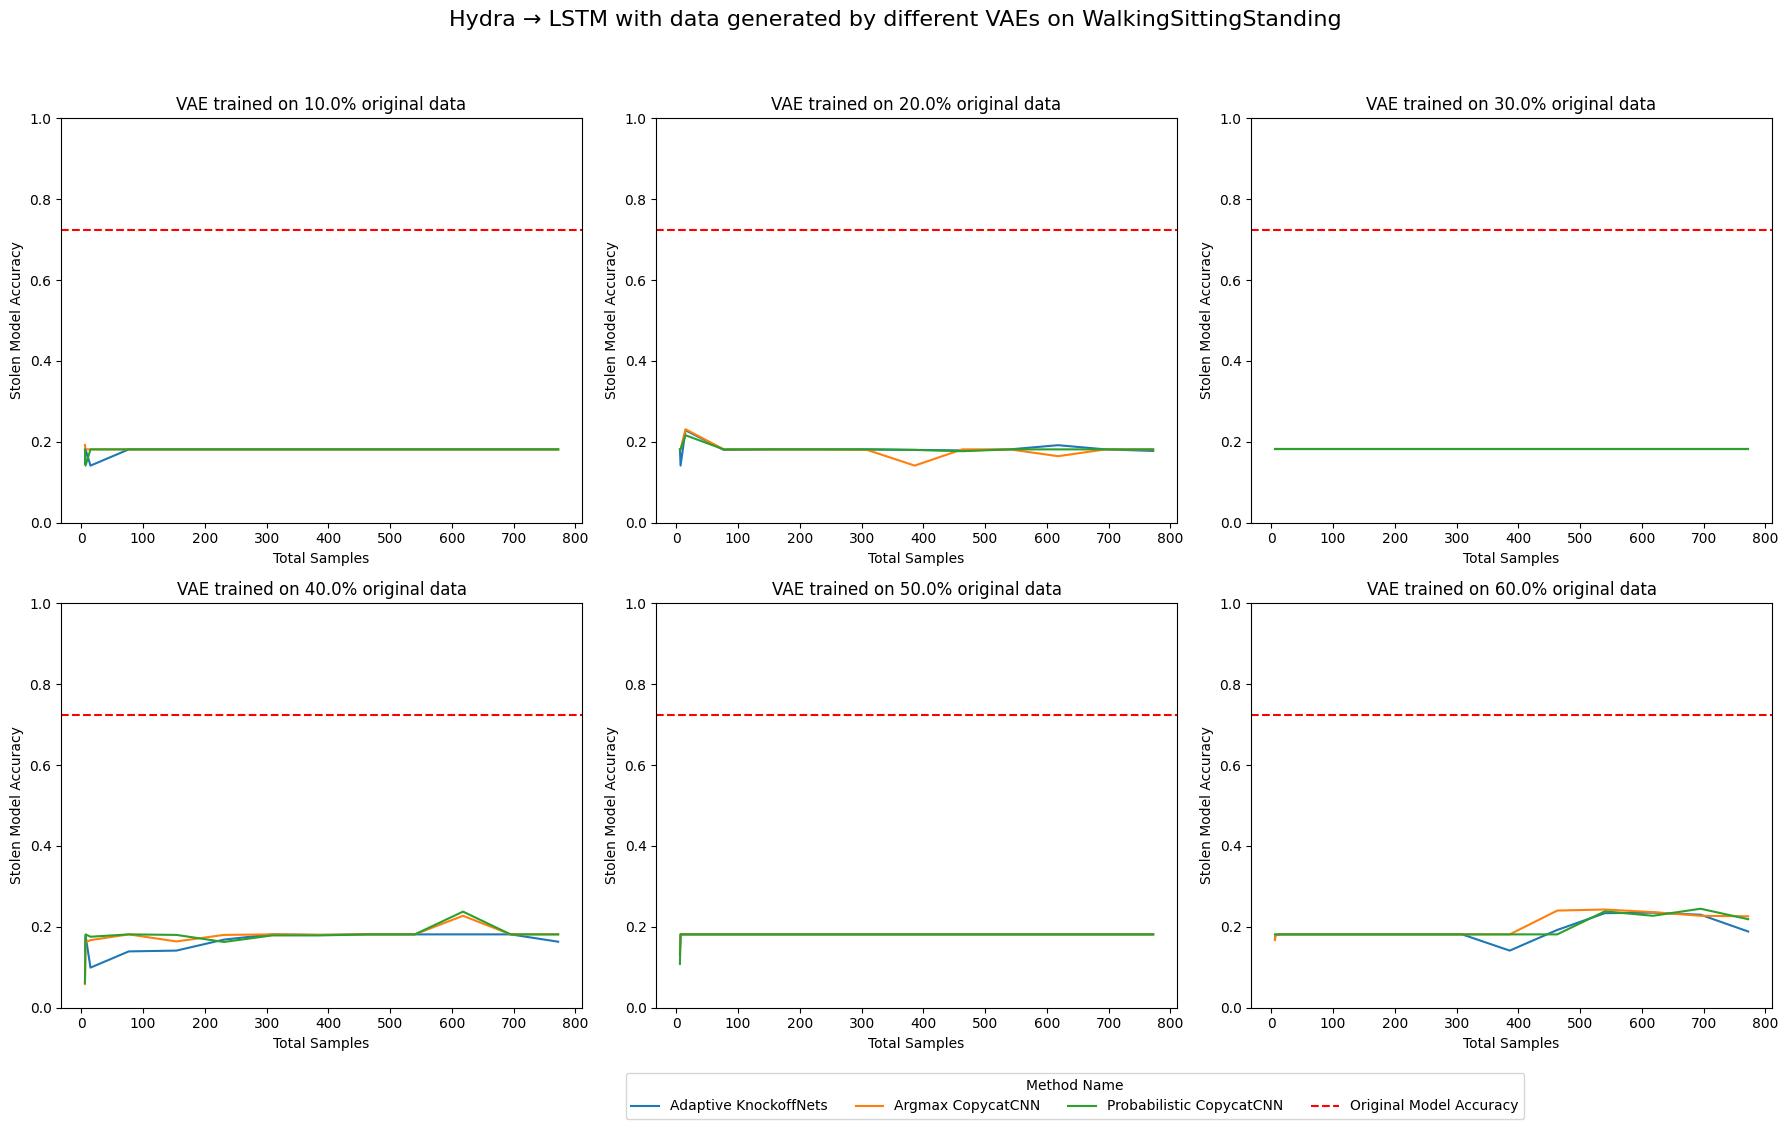 Hydra → LSTM with data generated by different VAEs on WalkingSittingStanding
VAE trained on 10.0% original data
1.0
0.8
0.6
0.4
0.2
0.0
Stolen Model Accuracy
0 100 200 300 400 500 600 700 800
Total Samples
VAE trained on 20.0% original data
1.0
0.8
0.6
0.4
0.2
0.0
Stolen Model Accuracy
0 100 200 300 400 500 600 700 800
Total Samples
VAE trained on 30.0% original data
1.0
0.8
0.6
0.4
0.2
0.0
Stolen Model Accuracy
0 100 200 300 400 500 600 700 800
Total Samples
VAE trained on 40.0% original data
1.0
0.8
0.6
0.4
0.2
0.0
Stolen Model Accuracy
0 100 200 300 400 500 600 700 800
Total Samples
VAE trained on 50.0% original data
1.0
0.8
0.6
0.4
0.2
0.0
Stolen Model Accuracy
0 100 200 300 400 500 600 700 800
Total Samples
VAE trained on 60.0% original data
1.0
0.8
0.6
0.4
0.2
0.0
Stolen Model Accuracy
0 100 200 300 400 500 600 700 800
Total Samples
Method Name
Adaptive KnockoffNets Argmax CopycatCNN Probabilistic CopycatCNN Original Model Accuracy